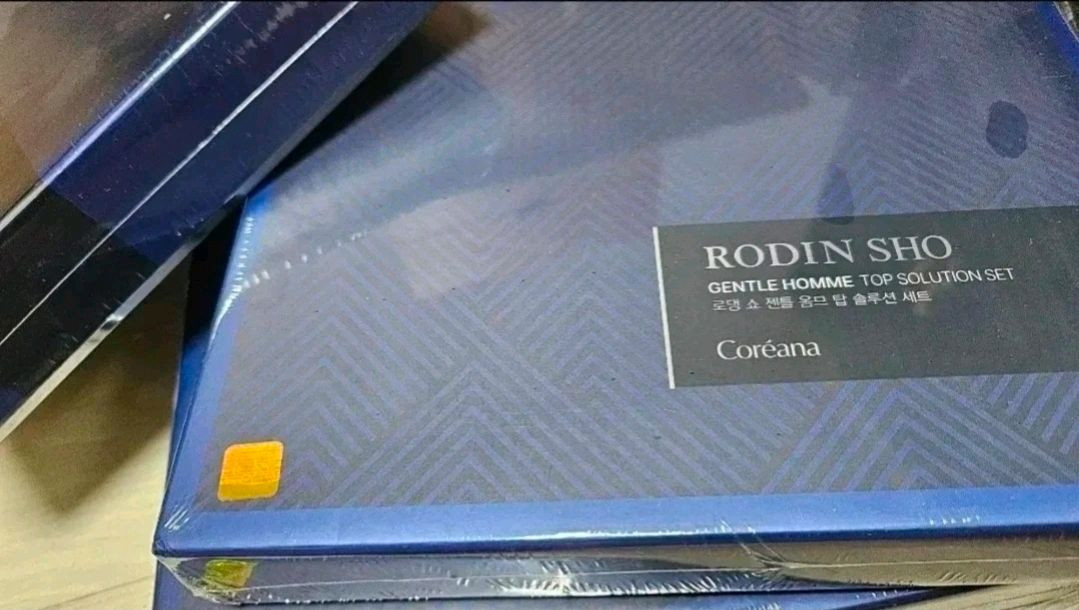 RODIN SHO
GENTLE HOMME TOP SOLUTION SET
로댕 쇼 젠틀 옴므 탑 솔루션 세트
Coréana